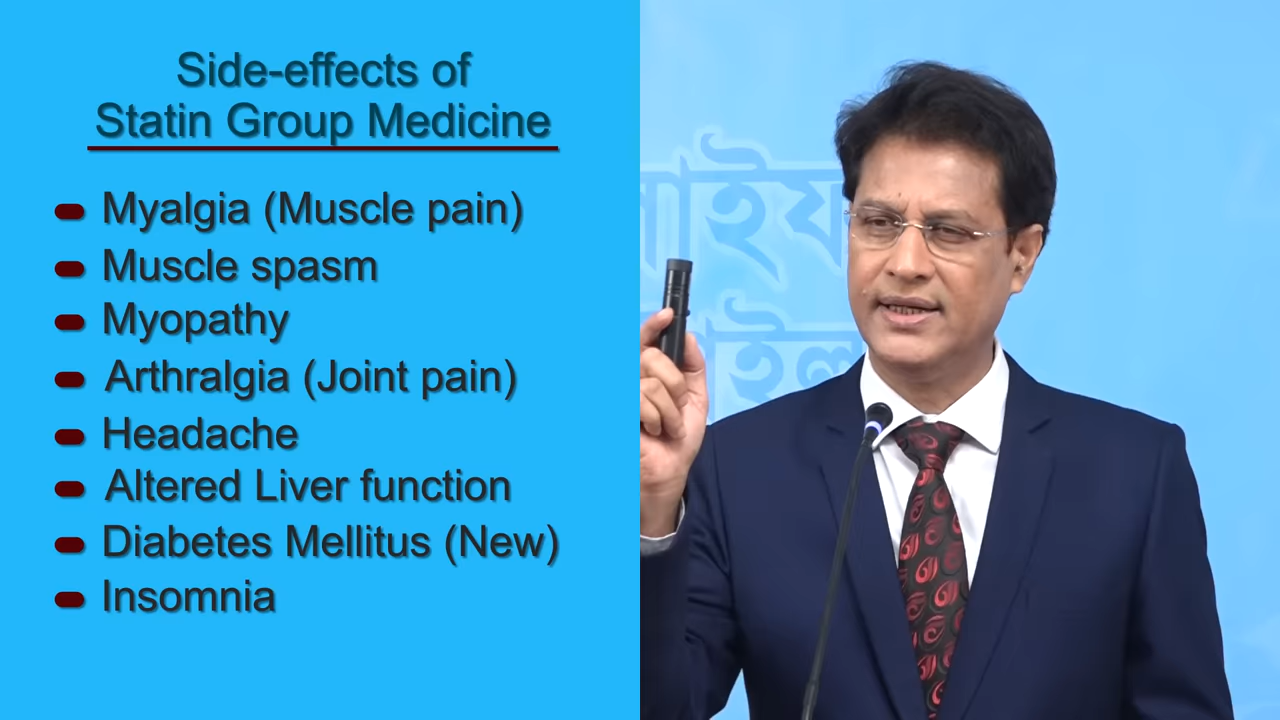 Side-effects of
Statin Group Medicine
Myalgia (Muscle pain)
Muscle spasm
Myopathy
Arthralgia (Joint pain)
Headache
Altered Liver function
Diabetes Mellitus (New)
Insomnia